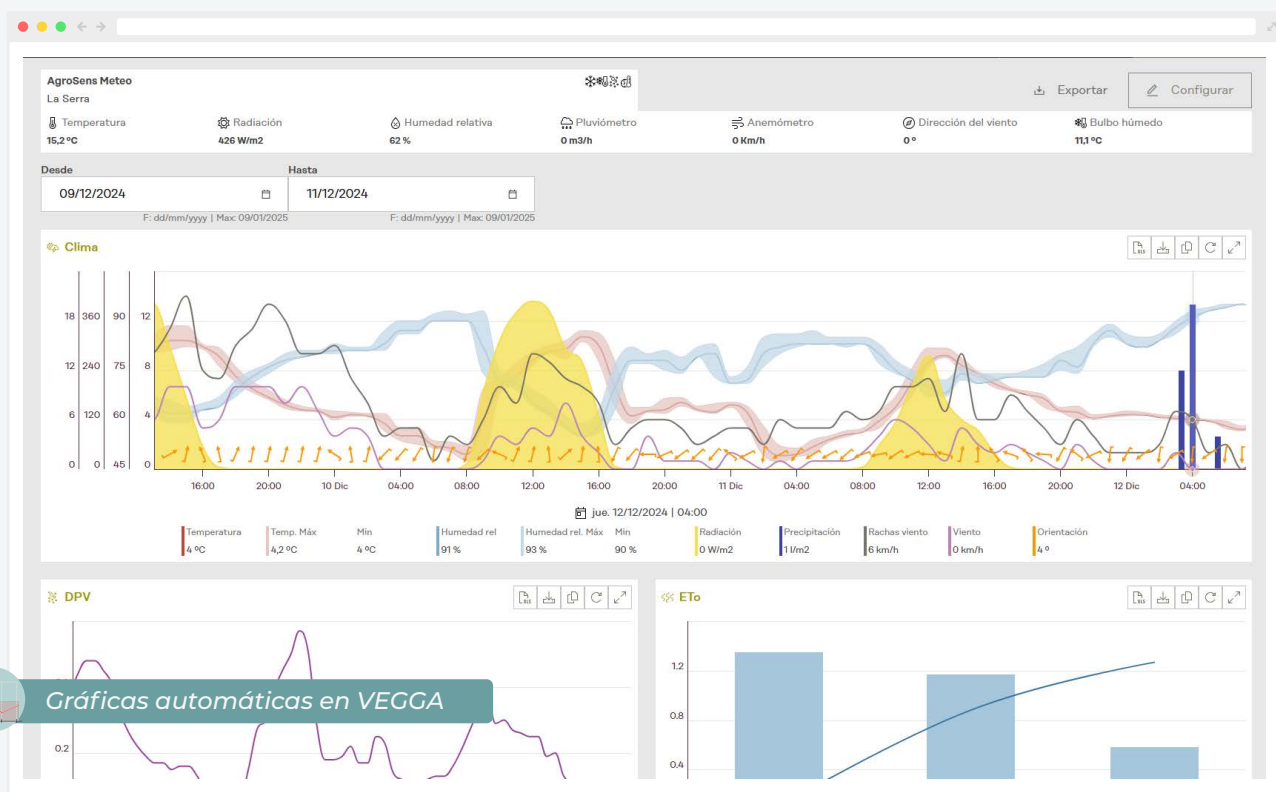 AgroSens Meteo
La Serra
Exportar
Configurar
Temperatura
15,2 ºC
Radiación
426 W/m2
Humedad relativa
62 %
Pluviómetro
0 m3/h
Anemómetro
0 Km/h
Dirección del viento
0 º
Bulbo húmedo
11,1 ºC
Desde
09/12/2024
F: dd/mm/yyyy | Max: 09/01/2025
Hasta
11/12/2024
F: dd/mm/yyyy | Max: 09/01/2025
Clima
18 360 90 12
12 240 75 8
6 120 60 4
0 0 45 0
16:00 20:00 10 Dic 04:00 08:00 12:00 16:00 20:00 11 Dic 04:00 08:00 12:00 16:00 20:00 12 Dic 04:00
jue. 12/12/2024 | 04:00
Temperatura
4 ºC
Temp. Máx
4,2 ºC
Min
4 ºC
Humedad rel
91 %
Humedad rel. Máx
93 %
Min
90 %
Radiación
0 W/m2
Precipitación
1 l/m2
Rachas viento
6 km/h
Viento
0 km/h
Orientación
4 º
DPV
0.2
ETo
1.2
0.8
0.4
Gráficas automáticas en VEGGA